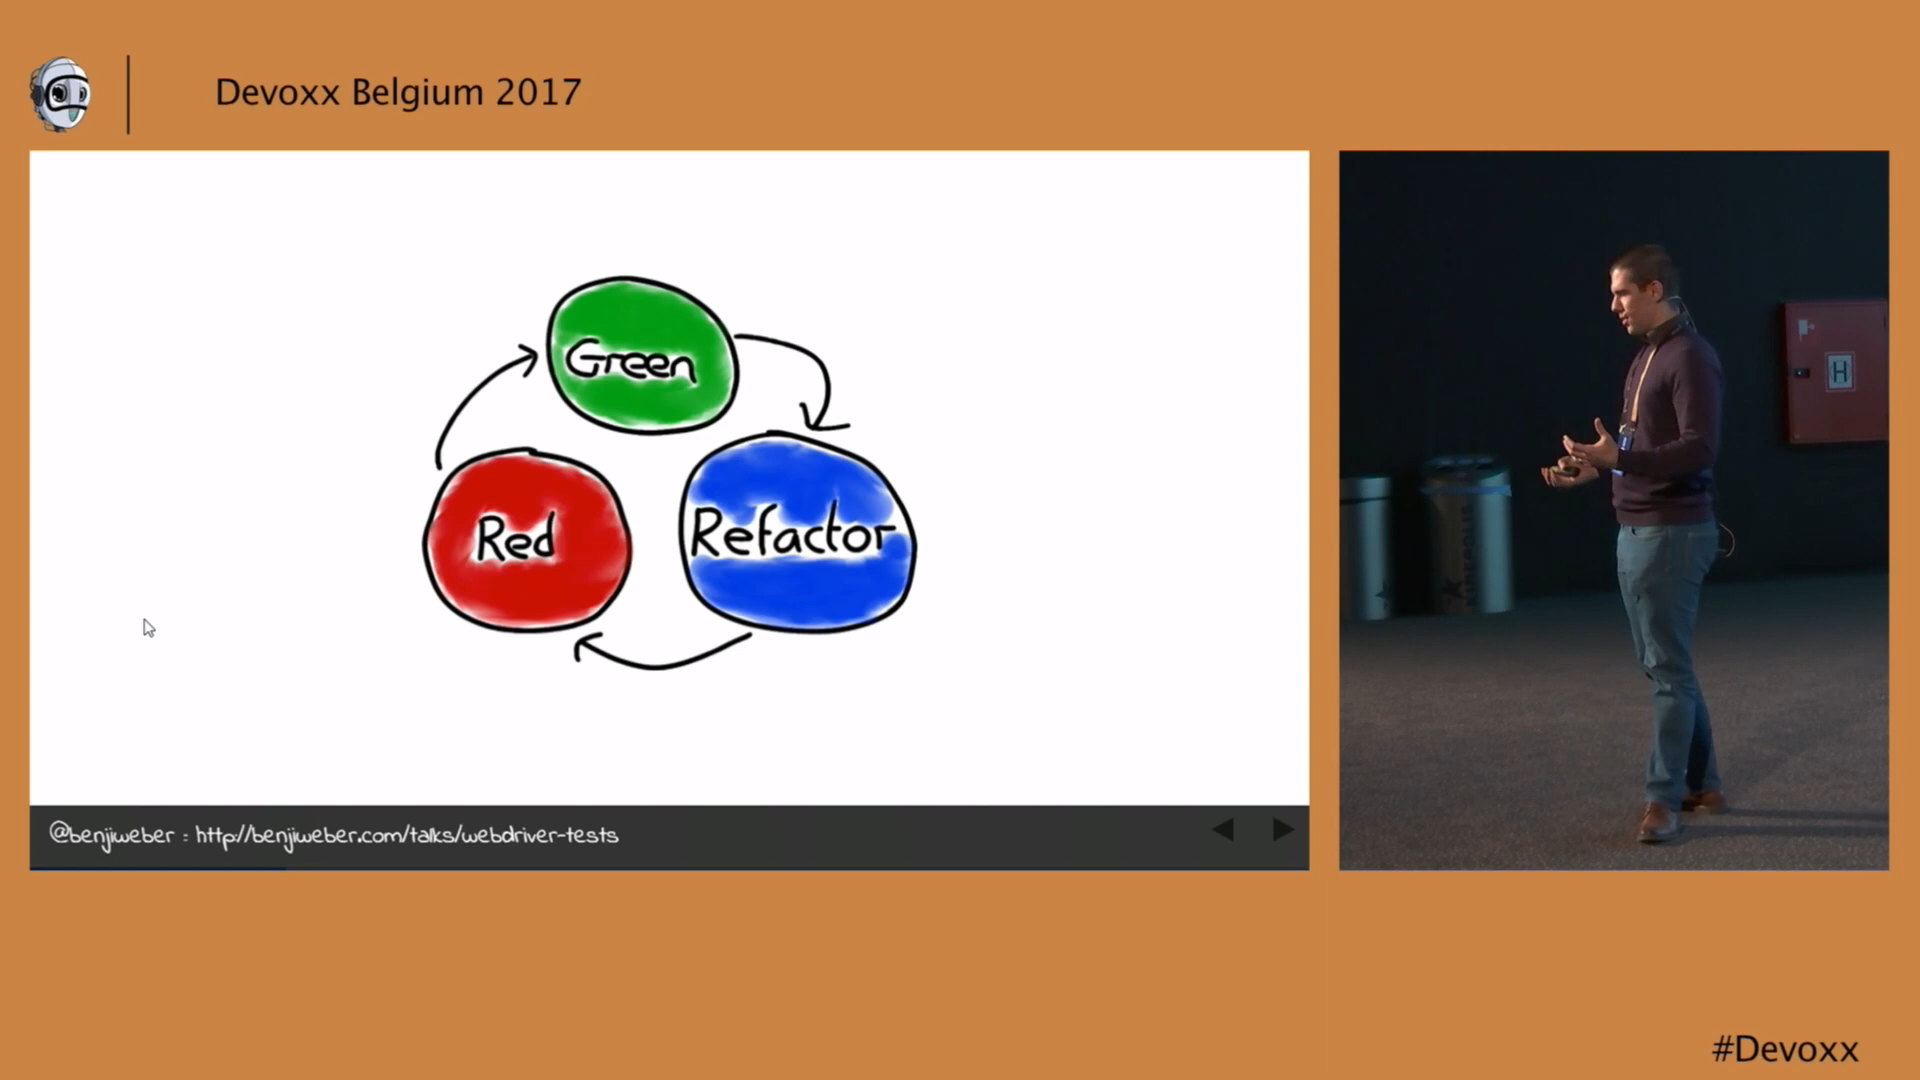 Devoxx Belgium 2017
Green
Red
Refactor
@benjiweber : http://benjiweber.com/talks/webdriver-tests
H
#Devoxx